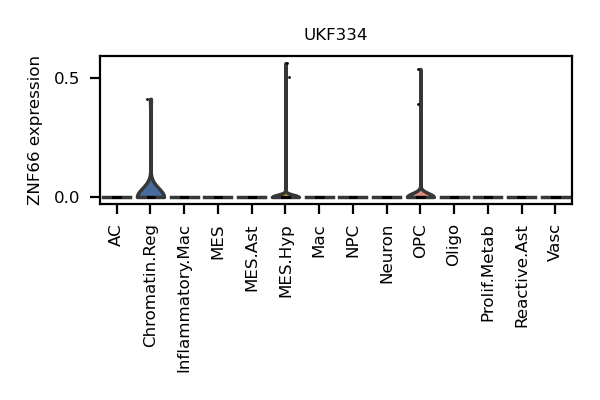 UKF334
ZNF66 expression
0.5
0.0
AC
Chromatin.Reg
Inflammatory.Mac
MES
MES.Ast
MES.Hyp
Mac
NPC
Neuron
OPC
Oligo
Prolif.Metab
Reactive.Ast
Vasc